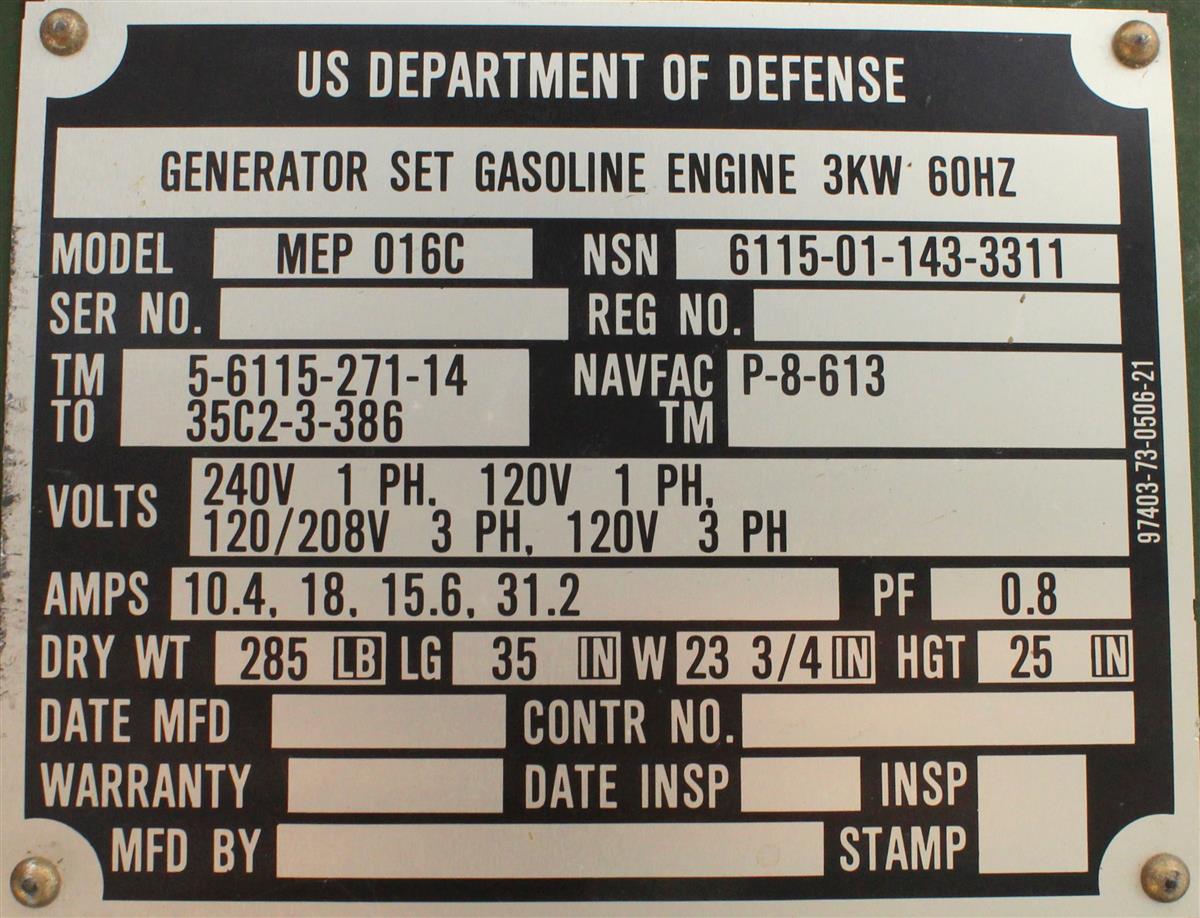 US DEPARTMENT OF DEFENSE
GENERATOR SET GASOLINE ENGINE 3KW 60HZ
MODEL MEP 016C NSN 6115-01-143-3311
SER NO. REG NO.
TM 5-6115-271-14 NAVFAC P-8-613
TO 35C2-3-386 TM
VOLTS 240V 1 PH, 120V 1 PH,
120/208V 3 PH, 120V 3 PH
AMPS 10.4, 18, 15.6, 31.2 PF 0.8
DRY WT 285 LB LG 35 IN W 23 3/4 IN HGT 25 IN
DATE MFD CONTR NO.
WARRANTY DATE INSP INSP
MFD BY STAMP
97403-73-0506-21